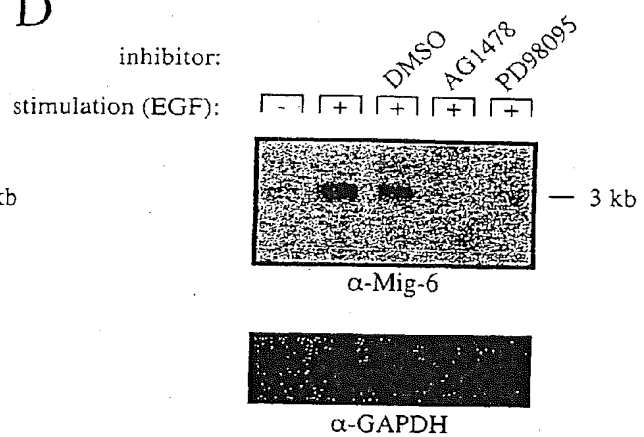 D
inhibitor:
DMSO
AG1478
PD98095
stimulation (EGF): - + + + +
kb
3 kb
α-Mig-6
α-GAPDH